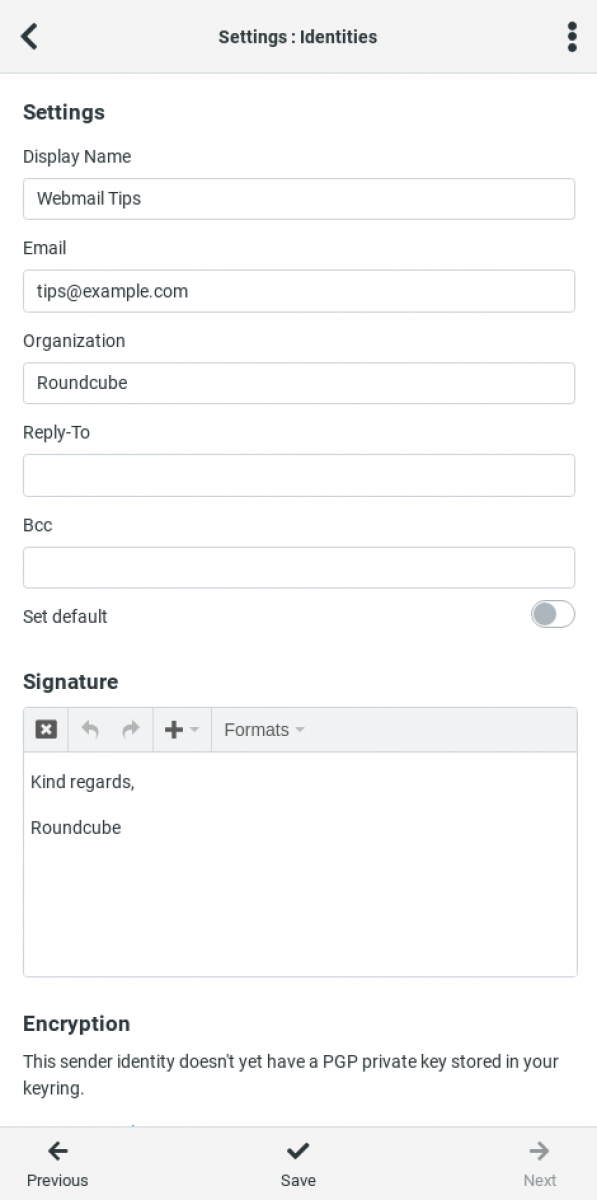 Settings : Identities
Settings
Display Name
Webmail Tips
Email
tips@example.com
Organization
Roundcube
Reply-To
Bcc
Set default
Signature
Formats
Kind regards,
Roundcube
Encryption
This sender identity doesn't yet have a PGP private key stored in your
keyring.
Previous
Save
Next